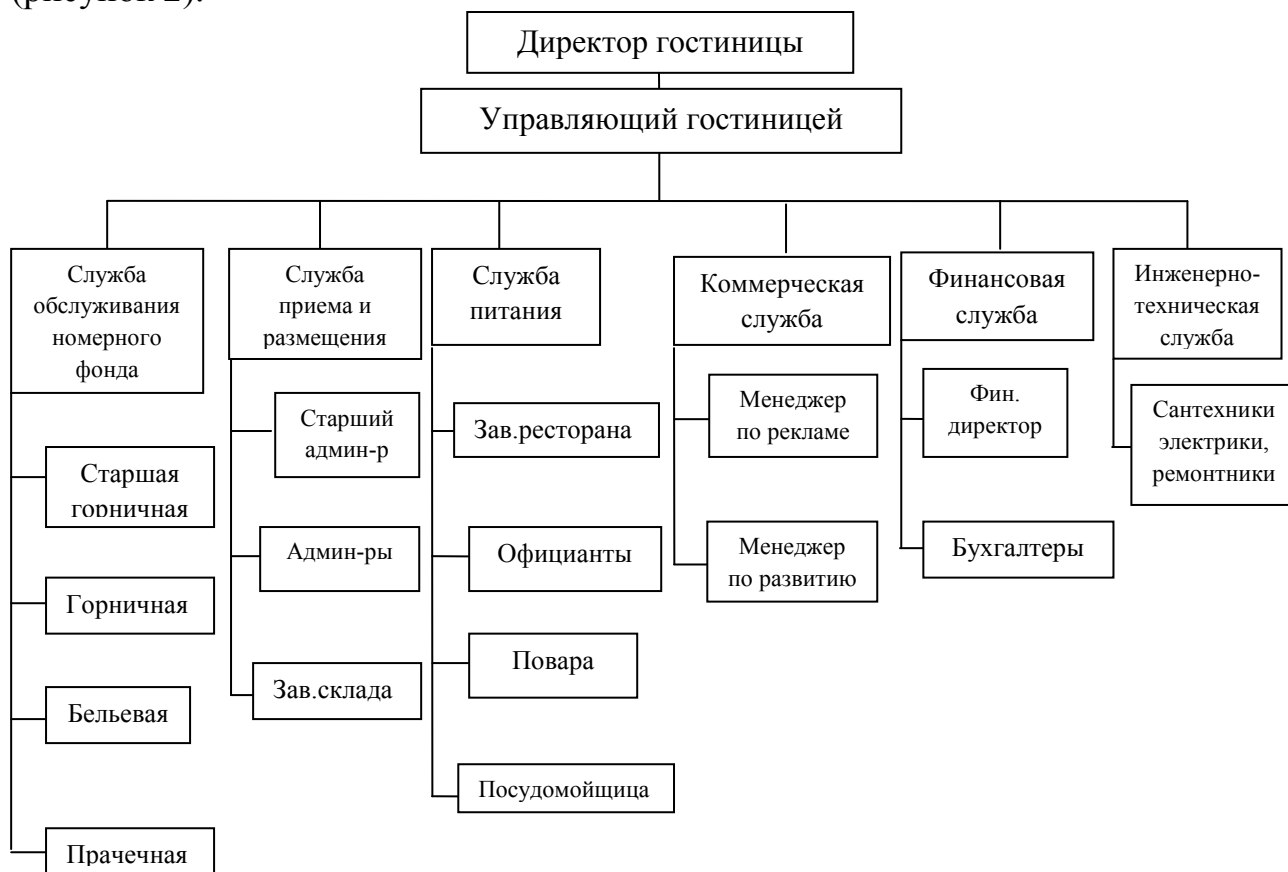 (рисунок 2).
Директор гостиницы
Управляющий гостиницей
Служба
обслуживания
номерного
фонда
Служба
приема и
размещения
Служба
питания
Коммерческая
служба
Финансовая
служба
Инженерно-
техническая
служба
Старшая
горничная
Горничная
Бельевая
Прачечная
Старший
админ-р
Админ-ры
Зав.склада
Зав.ресторана
Официанты
Повара
Посудомойщица
Менеджер
по рекламе
Менеджер
по развитию
Фин.
директор
Бухгалтеры
Сантехники
электрики,
ремонтники